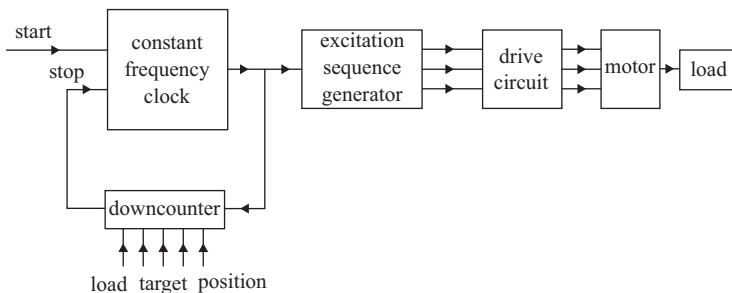 start
stop
constant
frequency
clock
excitation
sequence
generator
drive
circuit
motor
load
downcounter
load target position